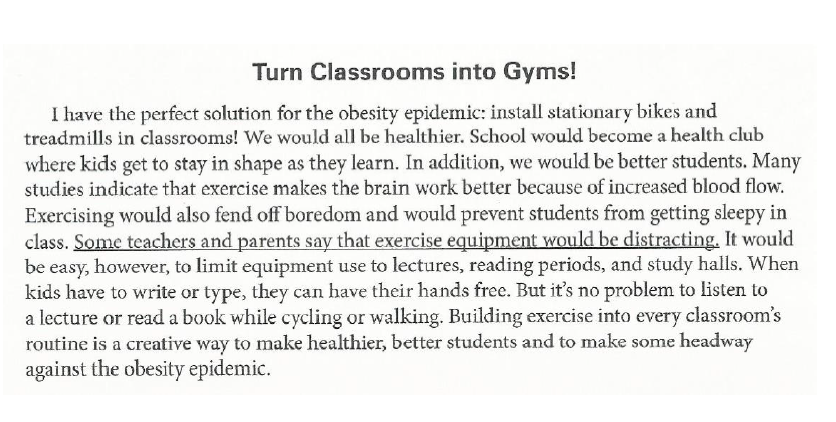 Turn Classrooms into Gyms!
I have the perfect solution for the obesity epidemic: install stationary bikes and
treadmills in classrooms! We would all be healthier. School would become a health club
where kids get to stay in shape as they learn. In addition, we would be better students. Many
studies indicate that exercise makes the brain work better because of increased blood flow.
Exercising would also fend off boredom and would prevent students from getting sleepy in
class. Some teachers and parents say that exercise equipment would be distracting. It would
be easy, however, to limit equipment use to lectures, reading periods, and study halls. When
kids have to write or type, they can have their hands free. But it's no problem to listen to
a lecture or read a book while cycling or walking. Building exercise into every classroom's
routine is a creative way to make healthier, better students and to make some headway
against the obesity epidemic.